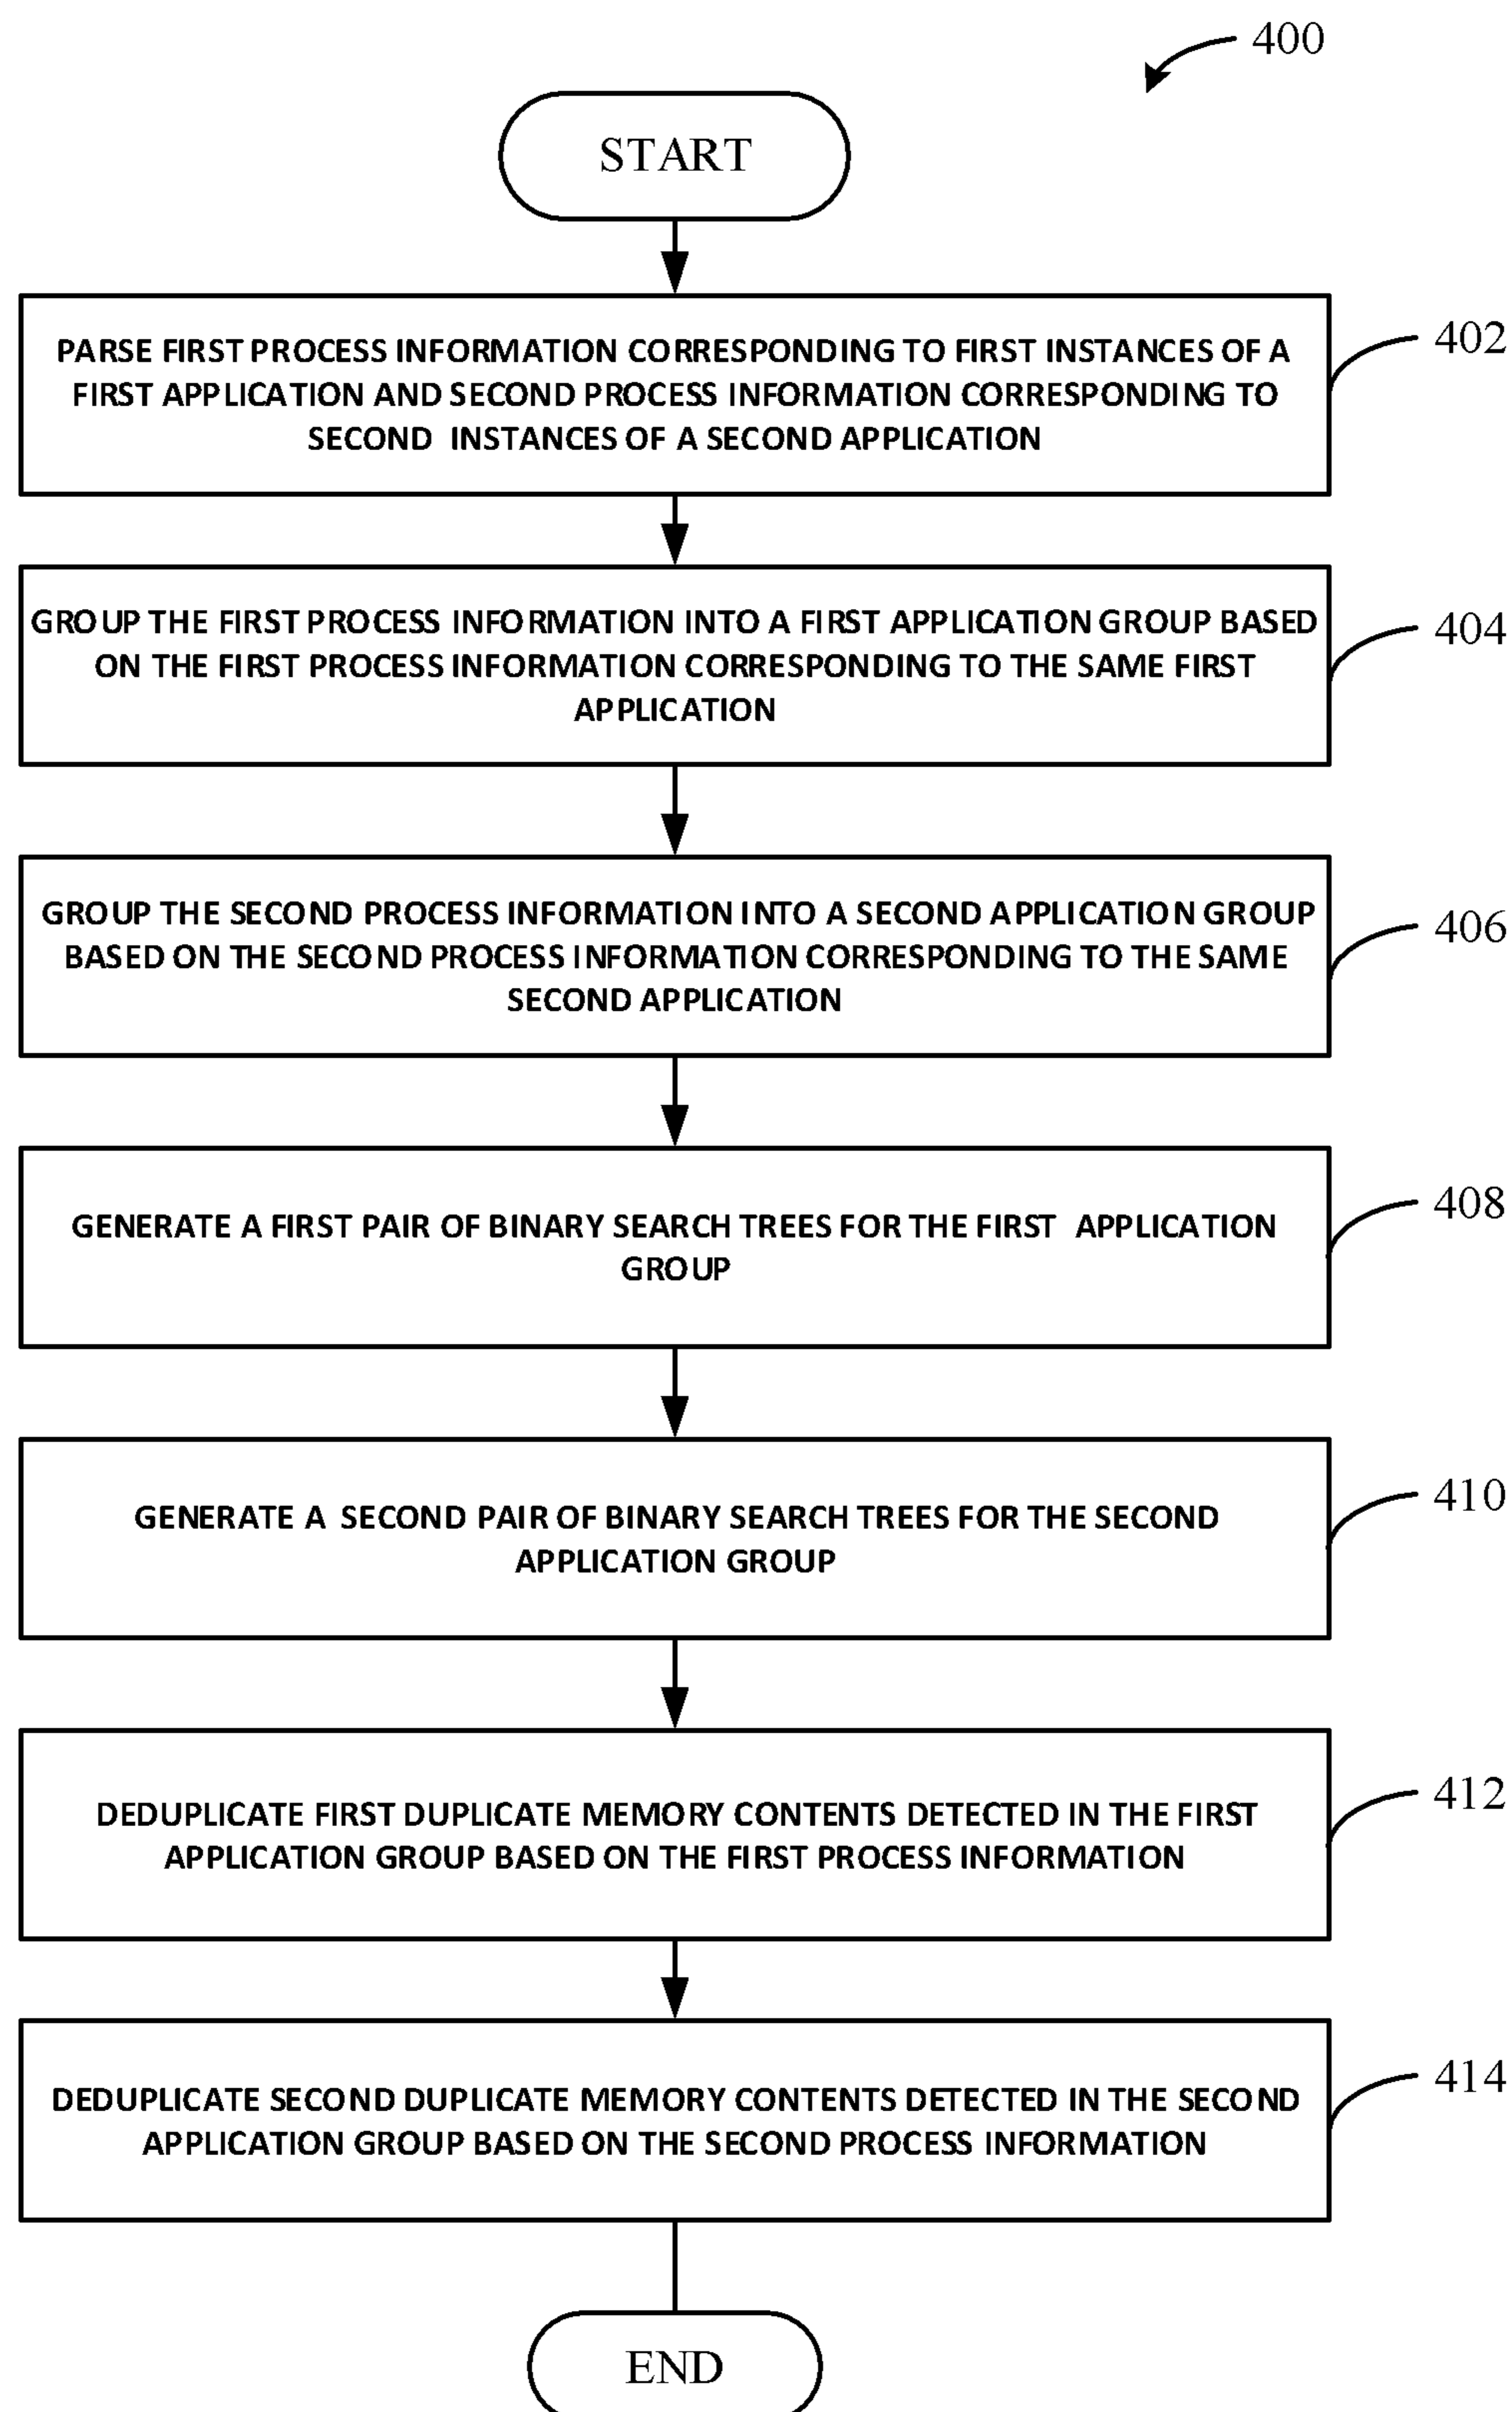 400
START
PARSE FIRST PROCESS INFORMATION CORRESPONDING TO FIRST INSTANCES OF A
FIRST APPLICATION AND SECOND PROCESS INFORMATION CORRESPONDING TO
SECOND INSTANCES OF A SECOND APPLICATION
402
GROUP THE FIRST PROCESS INFORMATION INTO A FIRST APPLICATION GROUP BASED
ON THE FIRST PROCESS INFORMATION CORRESPONDING TO THE SAME FIRST
APPLICATION
404
GROUP THE SECOND PROCESS INFORMATION INTO A SECOND APPLICATION GROUP
BASED ON THE SECOND PROCESS INFORMATION CORRESPONDING TO THE SAME
SECOND APPLICATION
406
GENERATE A FIRST PAIR OF BINARY SEARCH TREES FOR THE FIRST APPLICATION
GROUP
408
GENERATE A SECOND PAIR OF BINARY SEARCH TREES FOR THE SECOND
APPLICATION GROUP
410
DEDUPLICATE FIRST DUPLICATE MEMORY CONTENTS DETECTED IN THE FIRST
APPLICATION GROUP BASED ON THE FIRST PROCESS INFORMATION
412
DEDUPLICATE SECOND DUPLICATE MEMORY CONTENTS DETECTED IN THE SECOND
APPLICATION GROUP BASED ON THE SECOND PROCESS INFORMATION
414
END